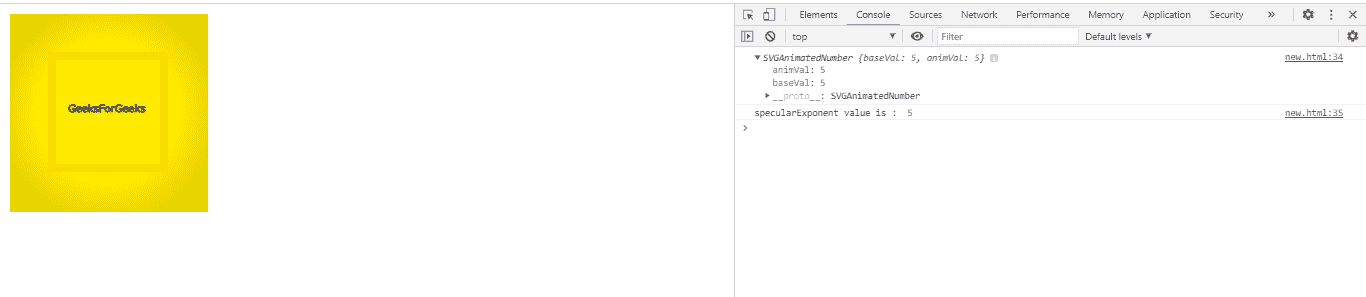 GeeksForGeeks
Elements Console Sources Network Performance Memory Application Security »
top Filter Default levels ▼
▼SVGAnimatedNumber {baseVal: 5, animVal: 5} i new.html:34
animVal: 5
baseVal: 5
▶__proto__: SVGAnimatedNumber
specularExponent value is : 5 new.html:35